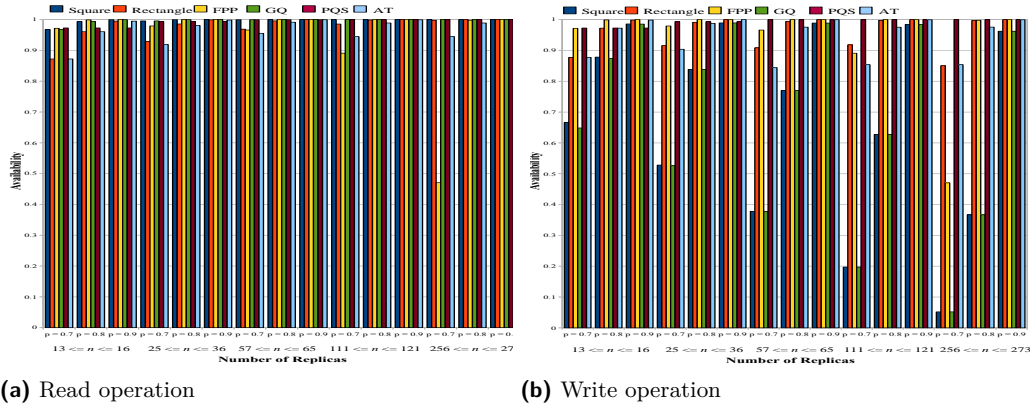 Square Rectangle FPP GQ PQS AT
1
0.9
0.8
0.7
0.6
0.5
0.4
0.3
0.2
0.1
0
Availability
p = 0.7 p = 0.8 p = 0.9 p = 0.7 p = 0.8 p = 0.9 p = 0.7 p = 0.8 p = 0.9 p = 0.7 p = 0.8 p = 0.9 p = 0.7 p = 0.8 p = 0.
13 <= n <= 16 25 <= n <= 36 57 <= n <= 65 111 <= n <= 121 256 <= n <= 27
Number of Replicas
(a) Read operation
Square Rectangle FPP GQ PQS AT
1
0.9
0.8
0.7
0.6
0.5
0.4
0.3
0.2
0.1
0
Availability
p = 0.7 p = 0.8 p = 0.9 p = 0.7 p = 0.8 p = 0.9 p = 0.7 p = 0.8 p = 0.9 p = 0.7 p = 0.8 p = 0.9 p = 0.7 p = 0.8 p = 0.9
13 <= n <= 16 25 <= n <= 36 57 <= n <= 65 111 <= n <= 121 256 <= n <= 273
Number of Replicas
(b) Write operation